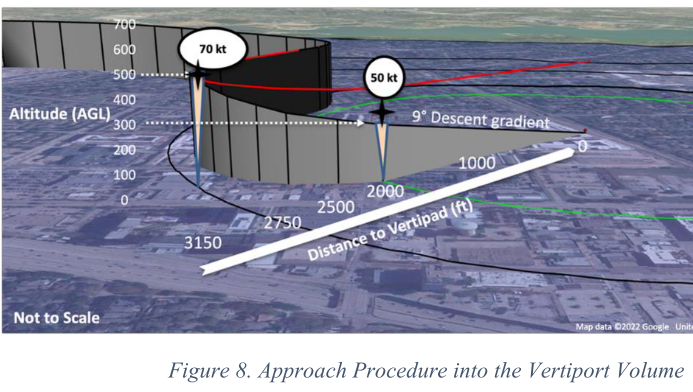 700
600
70 kt
500
50 kt
400
Altitude (AGL)
300
9° Descent gradient
200
1000
0
100
2000
0
2500
2750
3150
Distance to Vertipad (ft)
Not to Scale
Map data ©2022 Google Unite
Figure 8. Approach Procedure into the Vertiport Volume